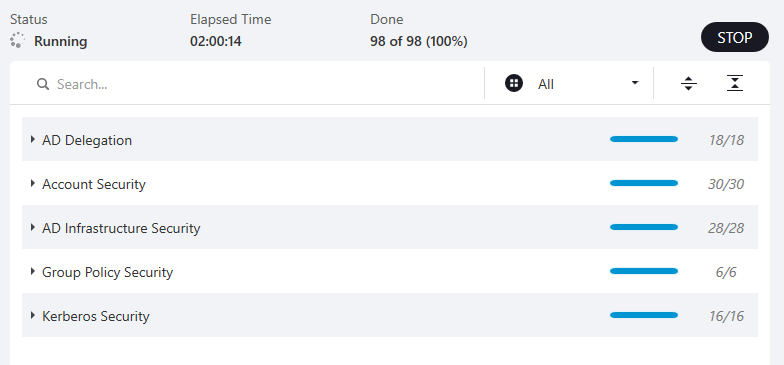 Status Elapsed Time Done
Running 02:00:14 98 of 98 (100%) STOP
Search... All
AD Delegation 18/18
Account Security 30/30
AD Infrastructure Security 28/28
Group Policy Security 6/6
Kerberos Security 16/16